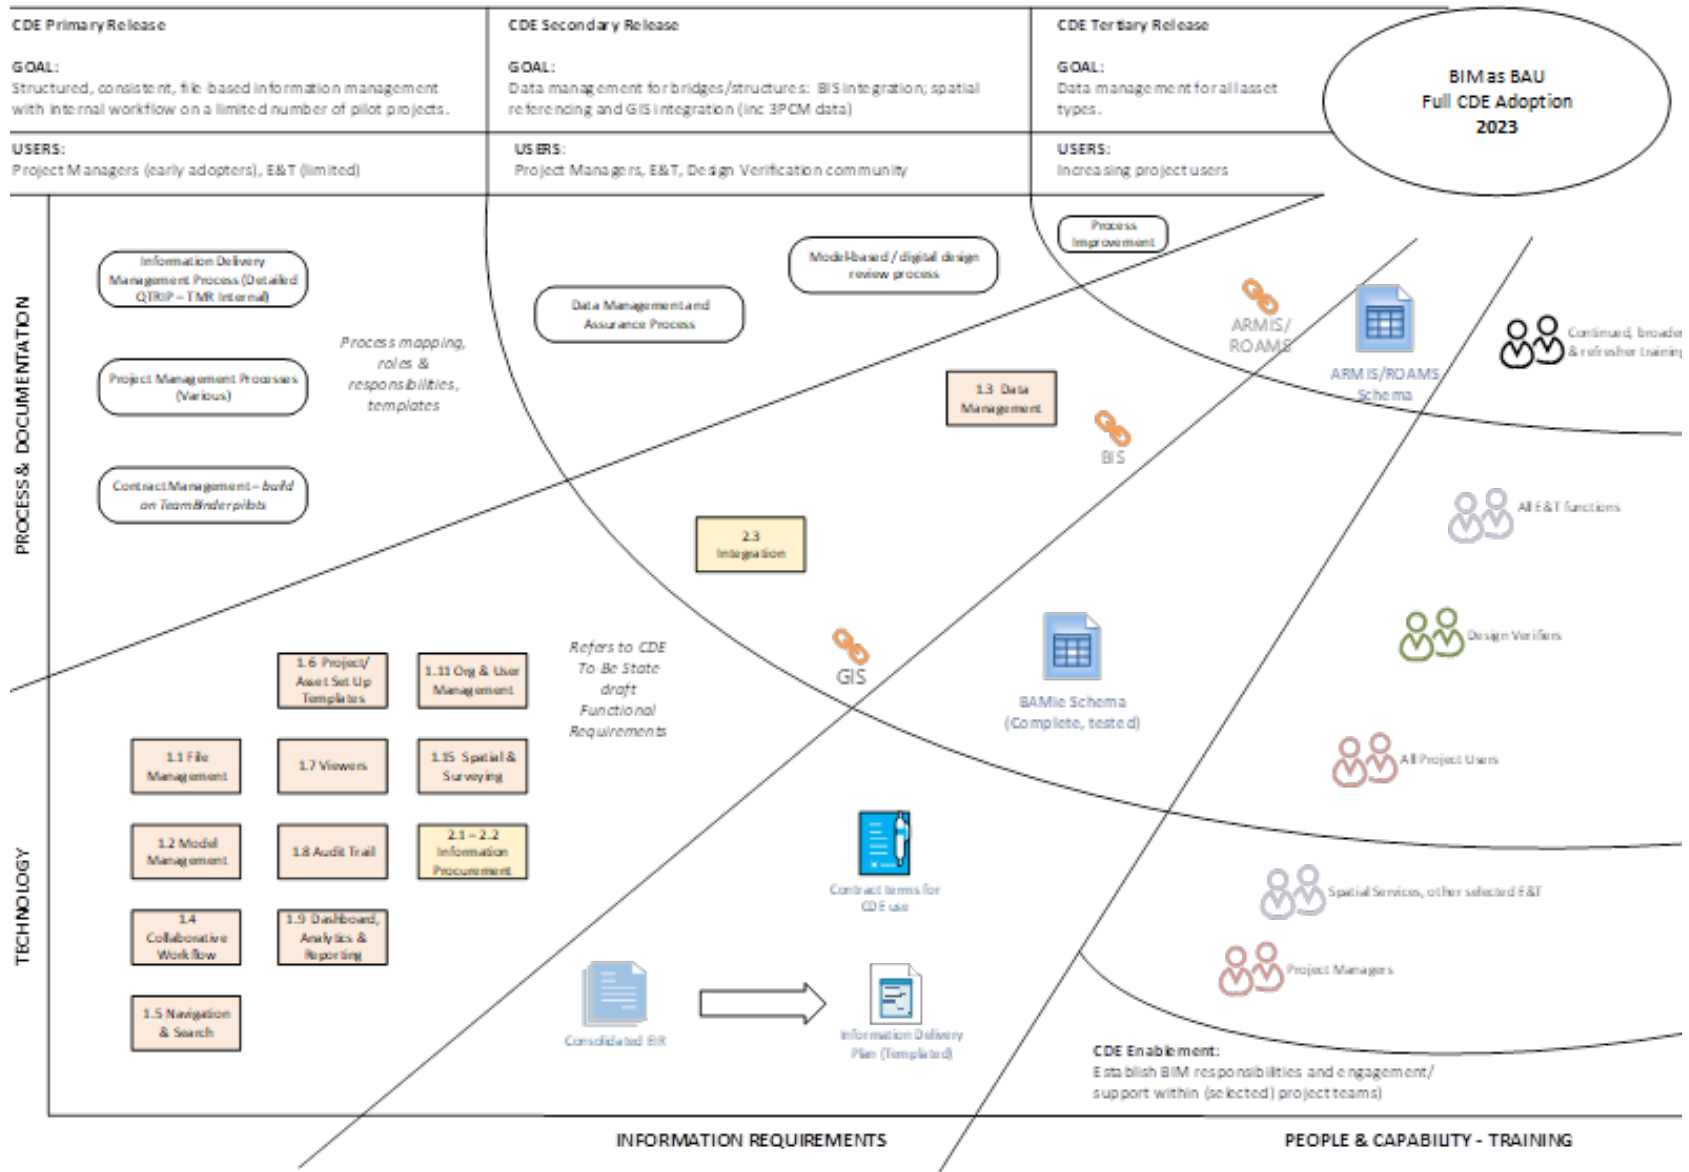 CDE Primary Release
GOAL:
Structured, consistent, file-based information management
with internal workflow on a limited number of pilot projects.
USERS:
Project Managers (early adopters), E&T (limited)
CDE Secondary Release
GOAL:
Data management for bridges/structures: BIS integration; spatial
referencing and GIS integration (inc 3PCM data)
USERS:
Project Managers, E&T, Design Verification community
CDE Tertiary Release
GOAL:
Data management for all asset
types.
USERS:
Increasing project users
BIM as BAU
Full CDE Adoption
2023
PROCESS & DOCUMENTATION
Information Delivery
Management Process (Detailed
QTRIP – TMR Internal)
Project Management Processes
(Various)
Contract Management – build
on TeamBinder pilots
Process mapping,
roles &
responsibilities,
templates
Data Management and
Assurance Process
Model-based / digital design
review process
Process
Improvement
ARMIS/
ROAMS
ARMIS/ROAMS
Schema
Continued, broader
& refresher training
1.3 Data
Management
BIS
All E&T functions
2.3
Integration
GIS
BAMie Schema
(Complete, tested)
Design Verifiers
All Project Users
TECHNOLOGY
1.6 Project/
Asset Set Up
Templates
1.11 Org & User
Management
Refers to CDE
To Be State
draft
Functional
Requirements
1.1 File
Management
1.7 Viewers
1.15 Spatial &
Surveying
1.2 Model
Management
1.8 Audit Trail
2.1 – 2.2
Information
Procurement
1.4
Collaborative
Workflow
1.9 Dashboard,
Analytics &
Reporting
1.5 Navigation
& Search
Contract terms for
CDE use
Consolidated EIR
Information Delivery
Plan (Templated)
Spatial Services, other selected E&T
Project Managers
CDE Enablement:
Establish BIM responsibilities and engagement/
support within (selected) project teams)
INFORMATION REQUIREMENTS
PEOPLE & CAPABILITY - TRAINING